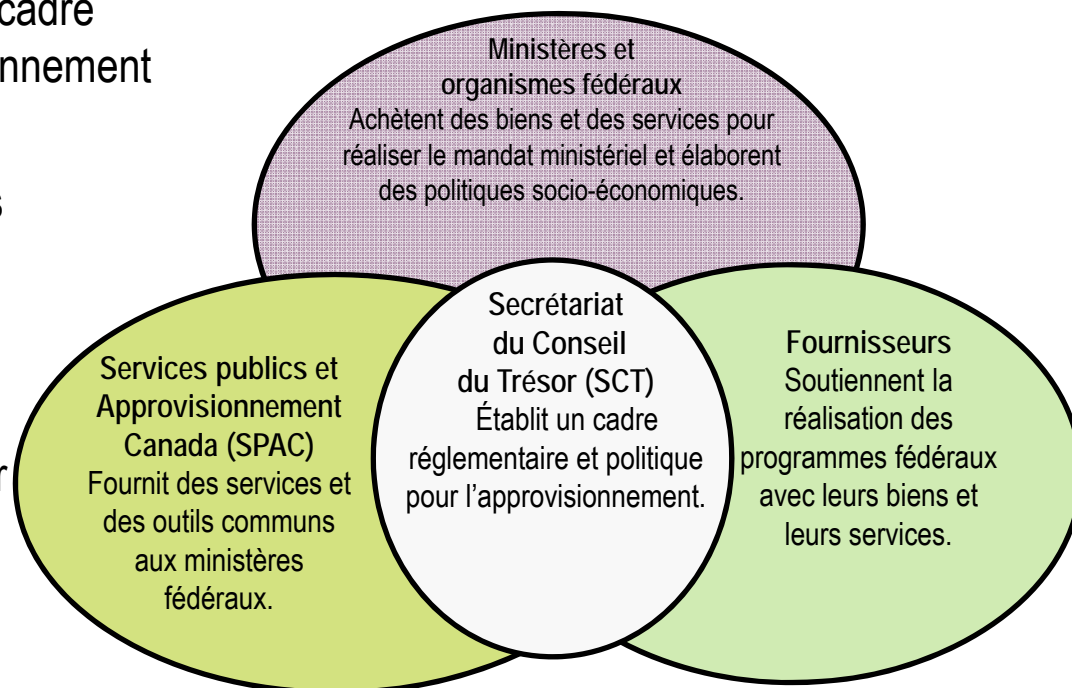 cadre
nnement
s
r
Ministères et
organismes fédéraux
Achètent des biens et des services pour
réaliser le mandat ministériel et élaborent
des politiques socio-économiques.
Services publics et
Approvisionnement
Canada (SPAC)
Fournit des services et
des outils communs
aux ministères
fédéraux.
Secrétariat
du Conseil
du Trésor (SCT)
Établit un cadre
réglementaire et politique
pour l’approvisionnement.
Fournisseurs
Soutiennent la
réalisation des
programmes fédéraux
avec leurs biens et
leurs services.